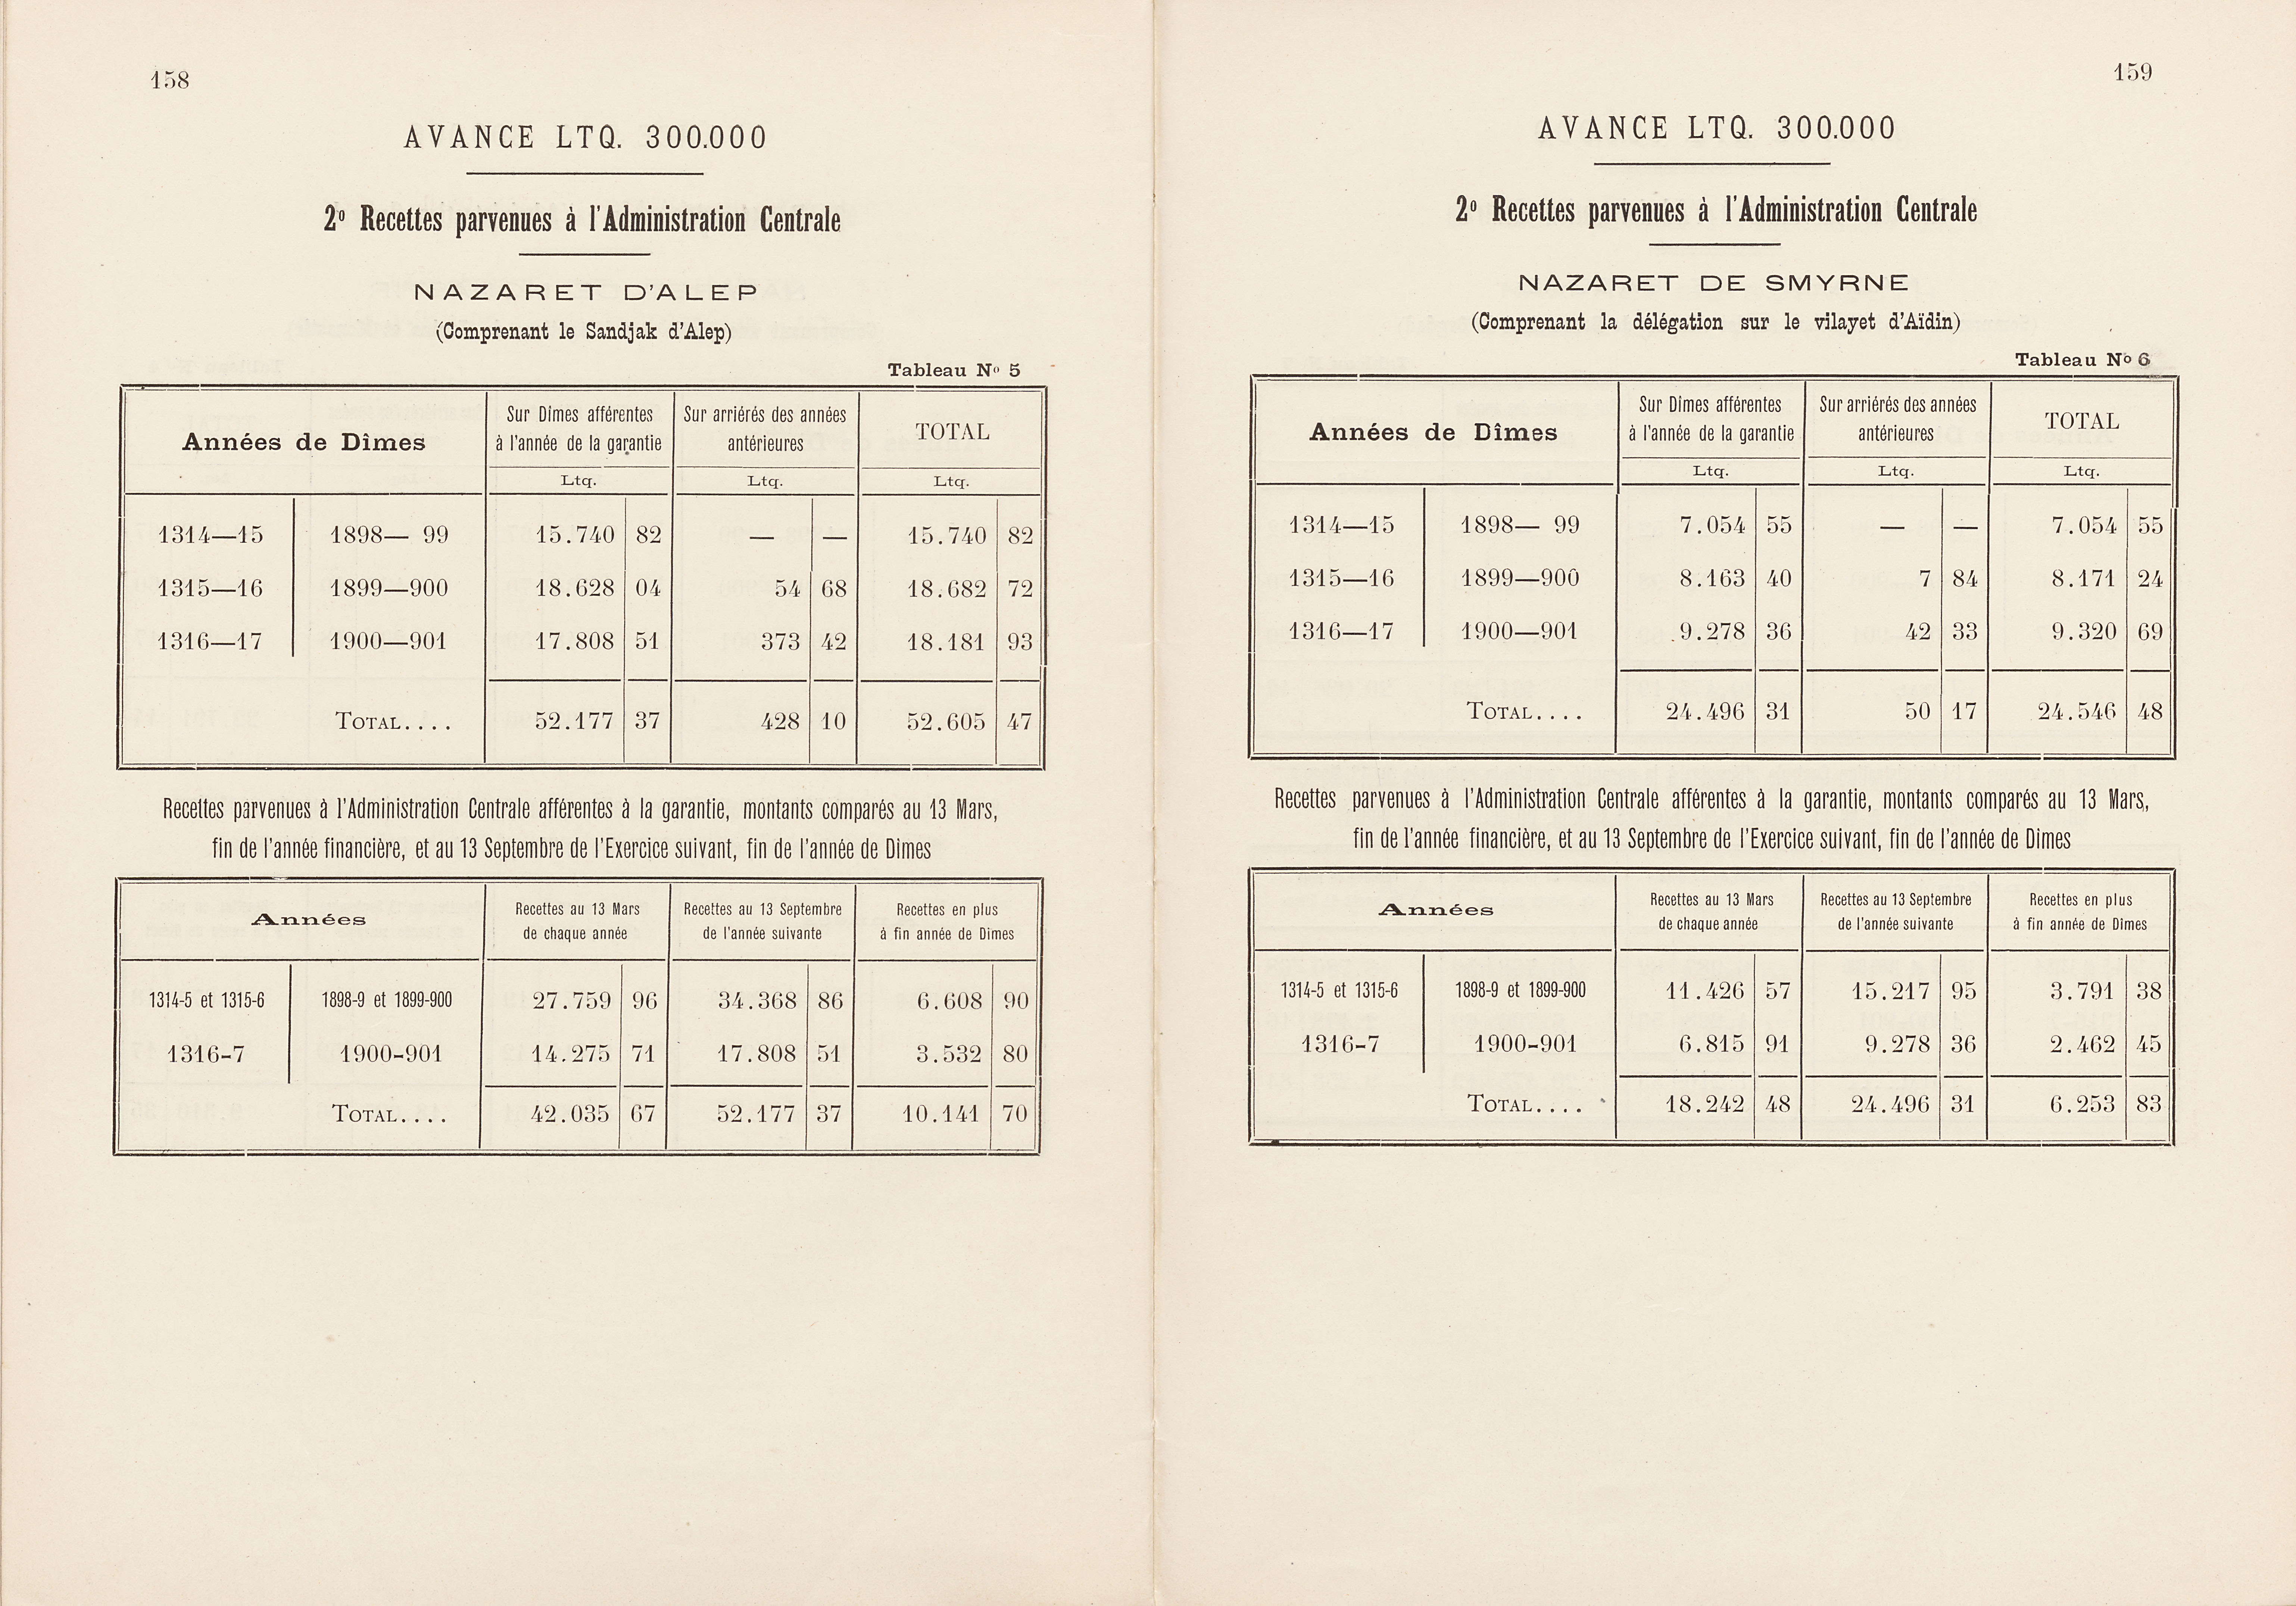 158
AVANCE LTQ. 300.000
2º Recettes parvenues à l'Administration Centrale
NAZARET D'ALEP
(Comprenant le Sandjak d'Alep)
Tableau Nº 5
Années de Dîmes | Sur Dîmes afférentes à l'année de la garantie | Sur arriérés des années antérieures | TOTAL
Ltq. | Ltq. | Ltq.
1314—15 | 1898— 99 | 15.740 82 | — — | 15.740 82
1315—16 | 1899—900 | 18.628 04 | 54 68 | 18.682 72
1316—17 | 1900—901 | 17.808 51 | 373 42 | 18.181 93
TOTAL.... | 52.177 37 | 428 10 | 52.605 47
Recettes parvenues à l'Administration Centrale afférentes à la garantie, montants comparés au 13 Mars,
fin de l'année financière, et au 13 Septembre de l'Exercice suivant, fin de l'année de Dimes
Années | Recettes au 13 Mars de chaque année | Recettes au 13 Septembre de l'année suivante | Recettes en plus à fin année de Dîmes
1314-5 et 1315-6 | 1898-9 et 1899-900 | 27.759 96 | 34.368 86 | 6.608 90
1316-7 | 1900-901 | 14.275 71 | 17.808 51 | 3.532 80
TOTAL.... | 42.035 67 | 52.177 37 | 10.141 70
159
AVANCE LTQ. 300.000
2º Recettes parvenues à l'Administration Centrale
NAZARET DE SMYRNE
(Comprenant la délégation sur le vilayet d'Aïdin)
Tableau Nº 6
Années de Dîmes | Sur Dîmes afférentes à l'année de la garantie | Sur arriérés des années antérieures | TOTAL
Ltq. | Ltq. | Ltq.
1314—15 | 1898— 99 | 7.054 55 | — — | 7.054 55
1315—16 | 1899—900 | 8.163 40 | 7 84 | 8.171 24
1316—17 | 1900—901 | 9.278 36 | 42 33 | 9.320 69
TOTAL.... | 24.496 31 | 50 17 | 24.546 48
Recettes parvenues à l'Administration Centrale afférentes à la garantie, montants comparés au 13 Mars,
fin de l'année financière, et au 13 Septembre de l'Exercice suivant, fin de l'année de Dimes
Années | Recettes au 13 Mars de chaque année | Recettes au 13 Septembre de l'année suivante | Recettes en plus à fin année de Dîmes
1314-5 et 1315-6 | 1898-9 et 1899-900 | 11.426 57 | 15.217 95 | 3.791 38
1316-7 | 1900-901 | 6.815 91 | 9.278 36 | 2.462 45
TOTAL.... | 18.242 48 | 24.496 31 | 6.253 83